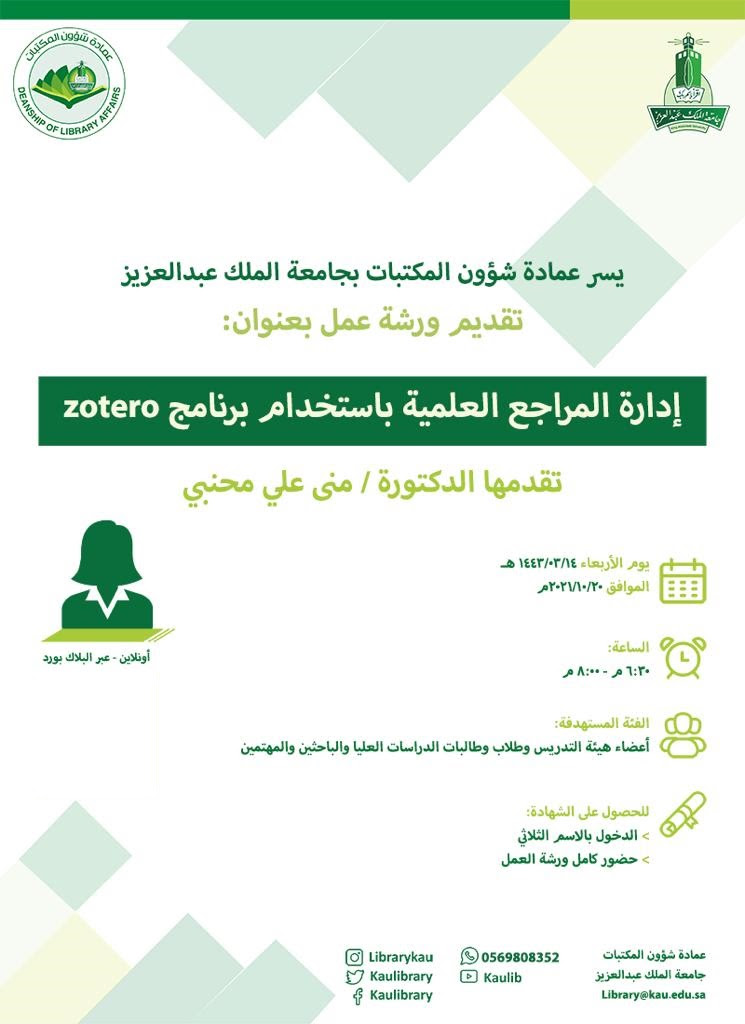 عمادة شؤون المكتبات
DEANSHIP OF LIBRARY AFFAIRS
جامعة الملك عبدالعزيز
يسر عمادة شؤون المكتبات بجامعة الملك عبدالعزيز
تقديم ورشة عمل بعنوان:
إدارة المراجع العلمية باستخدام برنامج zotero
تقدمها الدكتورة / منى علي محنبي
يوم الأربعاء ١٤٤٣/٠٣/١٤ هـ
الموافق ٢٠٢١/١٠/٢٠م
الساعة:
٦:٣٠ م - ٨:٠٠ م
أونلاين - عبر البلاك بورد
الفئة المستهدفة:
أعضاء هيئة التدريس وطلاب وطالبات الدراسات العليا والباحثين والمهتمين
للحصول على الشهادة:
> الدخول بالاسم الثلاثي
> حضور كامل ورشة العمل
عمادة شؤون المكتبات
جامعة الملك عبدالعزيز
Library@kau.edu.sa
0569808352
Kaulib
Librarykau
Kaulibrary
Kaulibrary